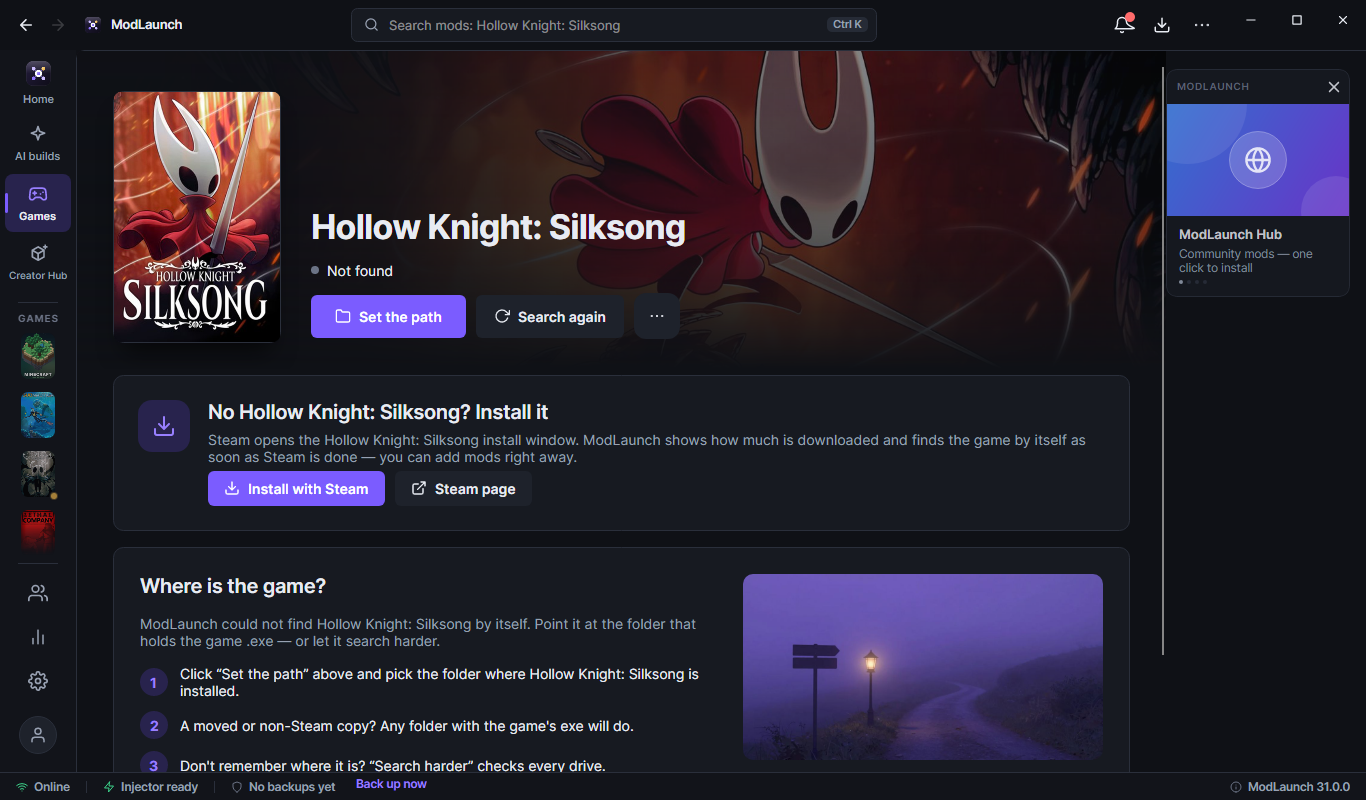 ModLaunch
Search mods: Hollow Knight: Silksong
Ctrl K
Home
AI builds
Games
Creator Hub
GAMES
MINECRAFT
LETHAL
COMPANY
HOLLOW KNIGHT
SILKSONG
Hollow Knight: Silksong
Not found
Set the path
Search again
No Hollow Knight: Silksong? Install it
Steam opens the Hollow Knight: Silksong install window. ModLaunch shows how much is downloaded and finds the game by itself as
soon as Steam is done — you can add mods right away.
Install with Steam
Steam page
Where is the game?
ModLaunch could not find Hollow Knight: Silksong by itself. Point it at the folder that
holds the game .exe — or let it search harder.
1
Click “Set the path” above and pick the folder where Hollow Knight: Silksong is
installed.
2
A moved or non-Steam copy? Any folder with the game's exe will do.
3
Don't remember where it is? “Search harder” checks every drive.
MODLAUNCH
ModLaunch Hub
Community mods — one
click to install
Online
Injector ready
No backups yet
Back up now
ModLaunch 31.0.0